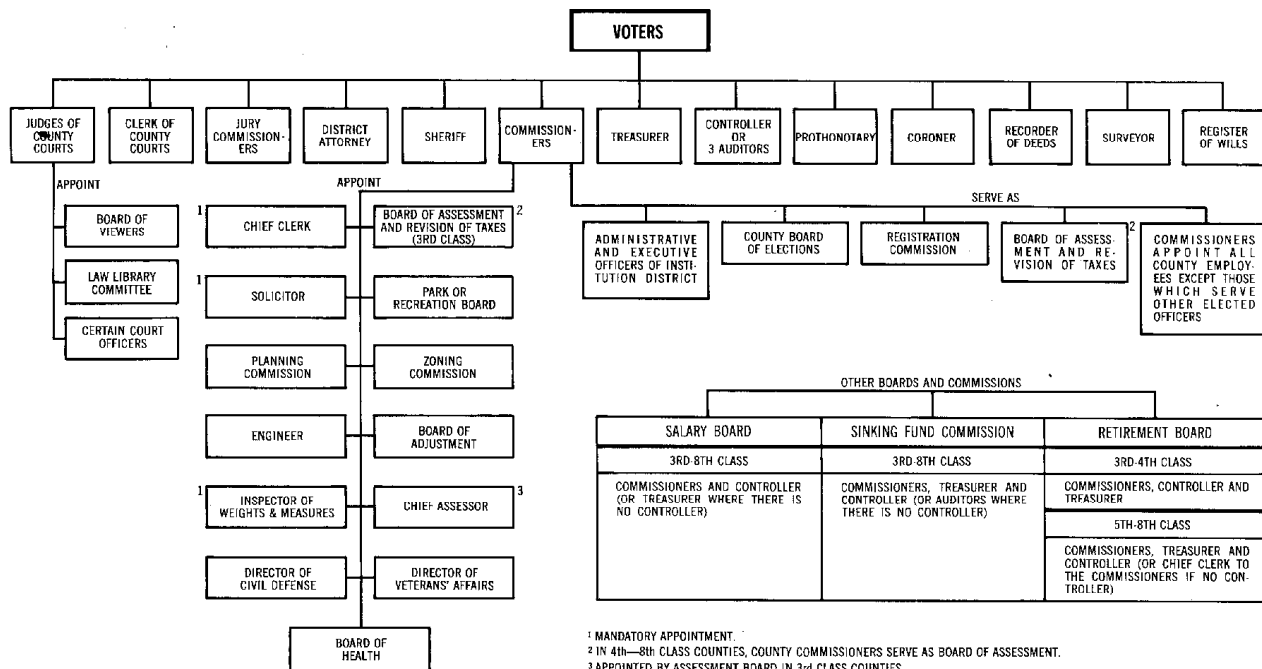 VOTERS
JUDGES OF
COUNTY
COURTS
CLERK OF
COUNTY
COURTS
JURY
COMMISSION-
ERS
DISTRICT
ATTORNEY
SHERIFF
COMMISSION-
ERS
TREASURER
CONTROLLER
OR
3 AUDITORS
PROTHONOTARY
CORONER
RECORDER
OF DEEDS
SURVEYOR
REGISTER
OF WILLS
APPOINT
BOARD OF
VIEWERS
LAW LIBRARY
COMMITTEE
CERTAIN COURT
OFFICERS
APPOINT
1
CHIEF CLERK
BOARD OF ASSESSMENT
AND REVISION OF TAXES
(3RD CLASS)
2
1
SOLICITOR
PARK OR
RECREATION BOARD
PLANNING
COMMISSION
ZONING
COMMISSION
ENGINEER
BOARD OF
ADJUSTMENT
1
INSPECTOR OF
WEIGHTS & MEASURES
CHIEF ASSESSOR
3
DIRECTOR OF
CIVIL DEFENSE
DIRECTOR OF
VETERANS' AFFAIRS
BOARD OF
HEALTH
SERVE AS
ADMINISTRATIVE
AND EXECUTIVE
OFFICERS OF INSTI-
TUTION DISTRICT
COUNTY BOARD
OF ELECTIONS
REGISTRATION
COMMISSION
BOARD OF ASSESS-
MENT AND RE-
VISION OF TAXES
2
COMMISSIONERS
APPOINT ALL
COUNTY EMPLOY-
EES EXCEPT THOSE
WHICH SERVE
OTHER ELECTED
OFFICERS
OTHER BOARDS AND COMMISSIONS
SALARY BOARD
3RD-8TH CLASS
COMMISSIONERS AND CONTROLLER
(OR TREASURER WHERE THERE IS
NO CONTROLLER)
SINKING FUND COMMISSION
3RD-8TH CLASS
COMMISSIONERS, TREASURER AND
CONTROLLER (OR AUDITORS WHERE
THERE IS NO CONTROLLER)
RETIREMENT BOARD
3RD-4TH CLASS
COMMISSIONERS, CONTROLLER AND
TREASURER
5TH-8TH CLASS
COMMISSIONERS, TREASURER AND
CONTROLLER (OR CHIEF CLERK TO
THE COMMISSIONERS IF NO CON-
TROLLER)
1 MANDATORY APPOINTMENT.
2 IN 4th—8th CLASS COUNTIES, COUNTY COMMISSIONERS SERVE AS BOARD OF ASSESSMENT.
3 APPOINTED BY ASSESSMENT BOARD IN 3rd CLASS COUNTIES.